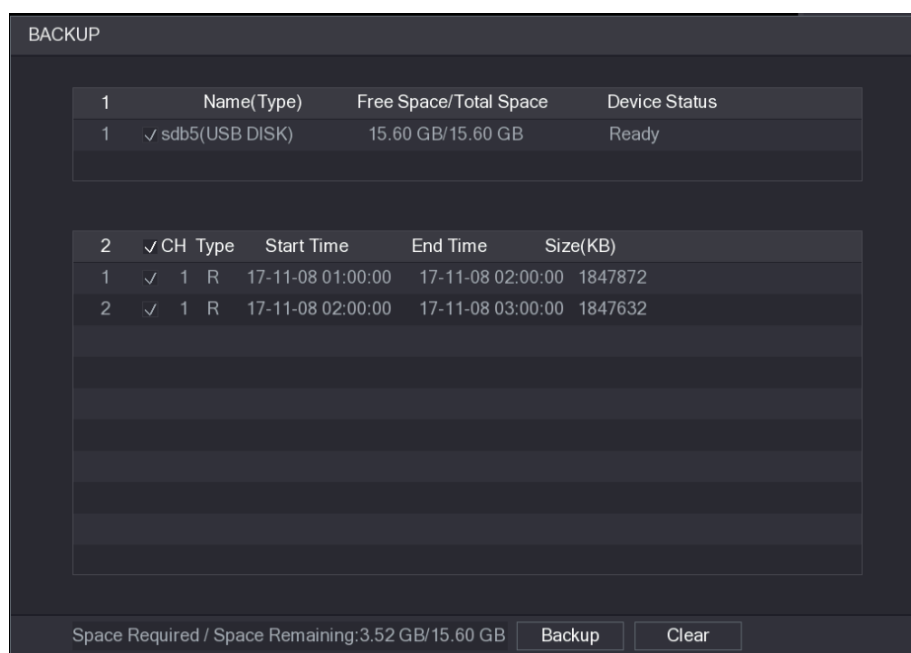 BACKUP
1 Name(Type) Free Space/Total Space Device Status
1 sdb5(USB DISK) 15.60 GB/15.60 GB Ready
2 CH Type Start Time End Time Size(KB)
1 1 R 17-11-08 01:00:00 17-11-08 02:00:00 1847872
2 1 R 17-11-08 02:00:00 17-11-08 03:00:00 1847632
Space Required / Space Remaining:3.52 GB/15.60 GB Backup Clear